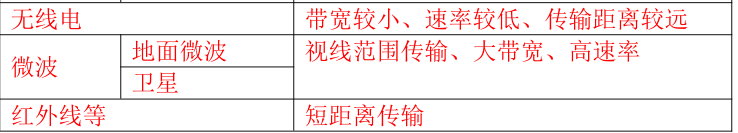 无线电 带宽较小、速率较低、传输距离较远
微波 地面微波 视线范围传输、大带宽、高速率
卫星
红外线等 短距离传输